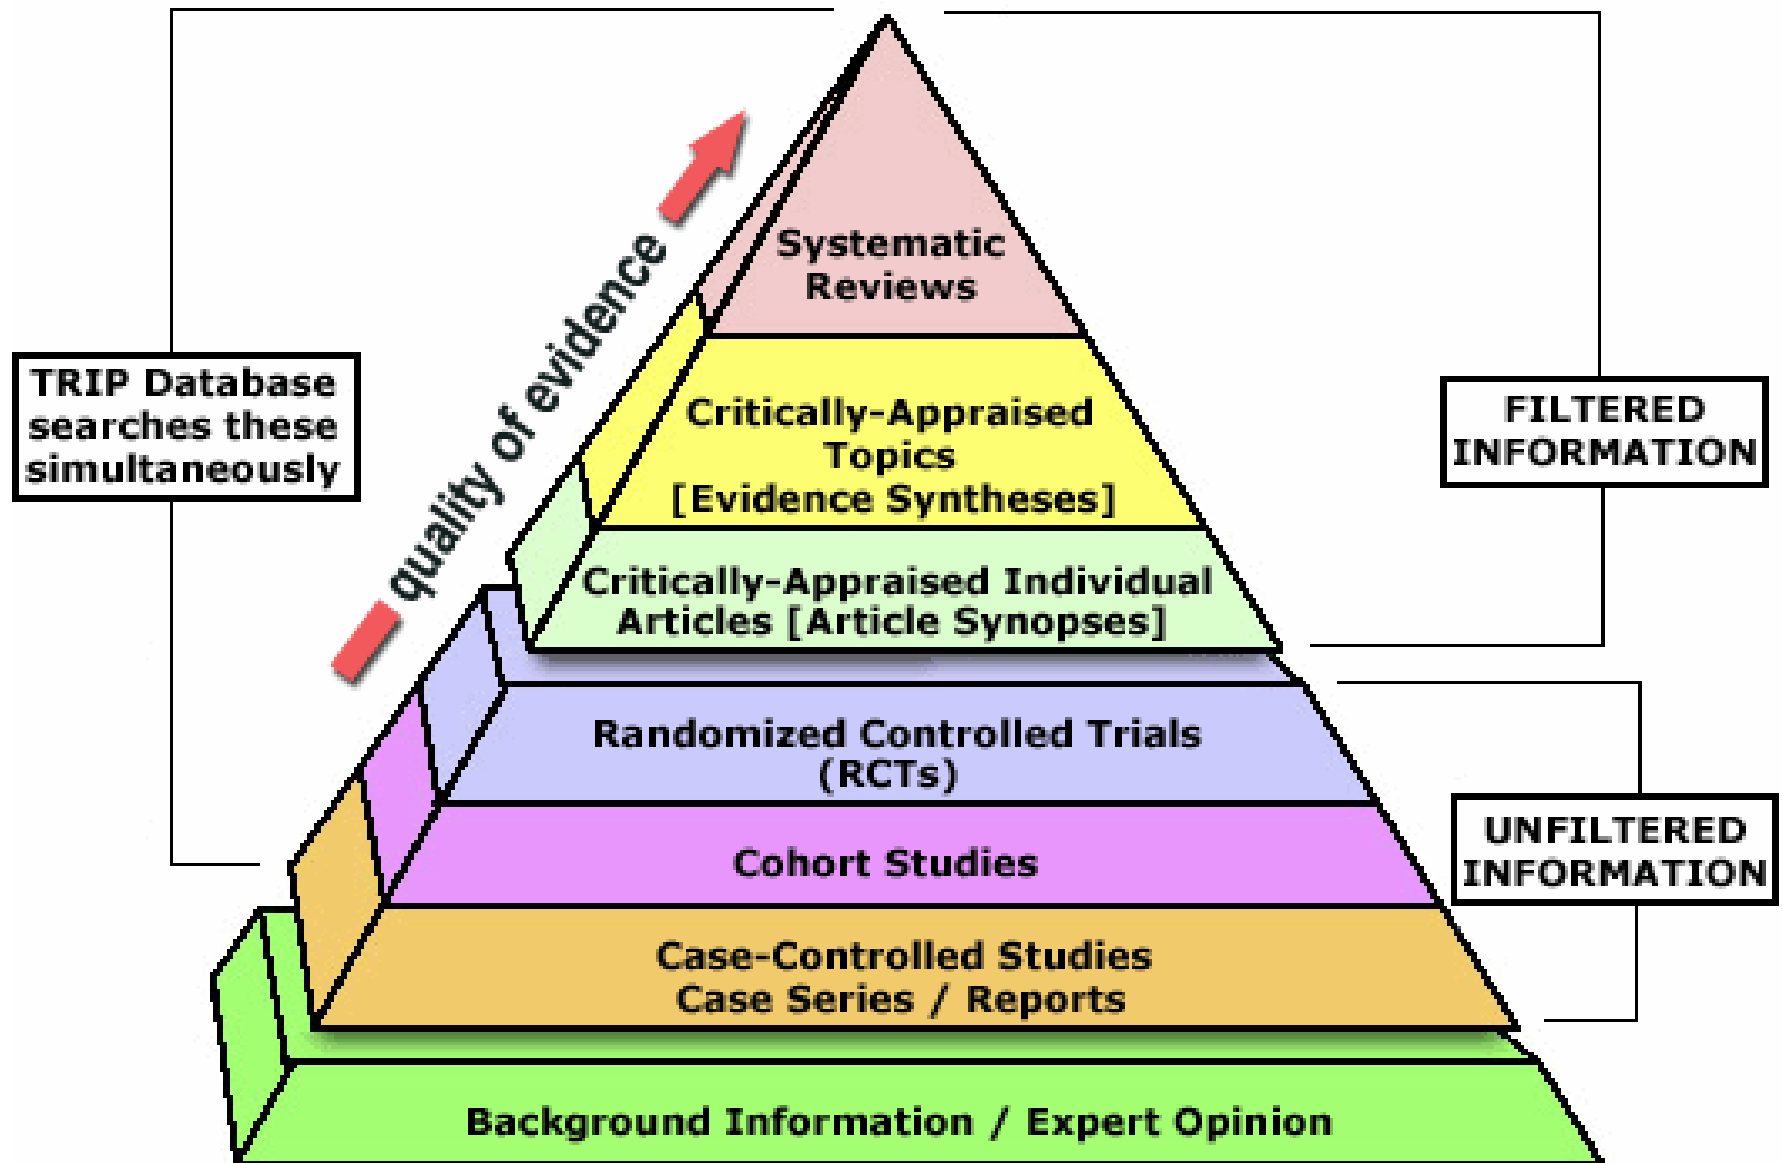 Systematic
Reviews
quality of evidence
TRIP Database
searches these
simultaneously
Critically-Appraised
Topics
[Evidence Syntheses]
FILTERED
INFORMATION
Critically-Appraised Individual
Articles [Article Synopses]
Randomized Controlled Trials
(RCTs)
UNFILTERED
INFORMATION
Cohort Studies
Case-Controlled Studies
Case Series / Reports
Background Information / Expert Opinion